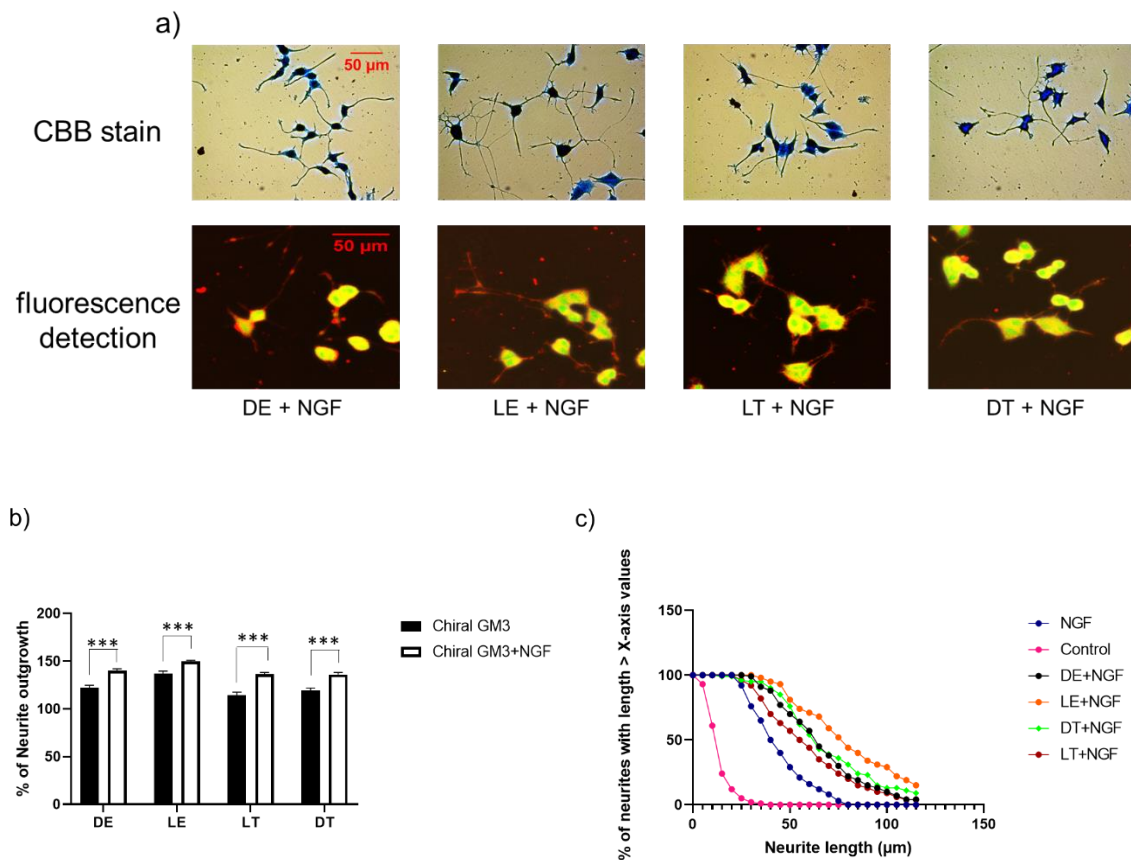 a)
50 µm
CBB stain
50 µm
fluorescence
detection
DE + NGF
LE + NGF
LT + NGF
DT + NGF
b)
% of Neurite outgrowth
200
150
100
50
0
***
***
***
***
DE
LE
LT
DT
Chiral GM3
Chiral GM3+NGF
c)
% of neurites with length > X-axis values
150
100
50
0
0
50
100
150
Neurite length (µm)
NGF
Control
DE+NGF
LE+NGF
DT+NGF
LT+NGF